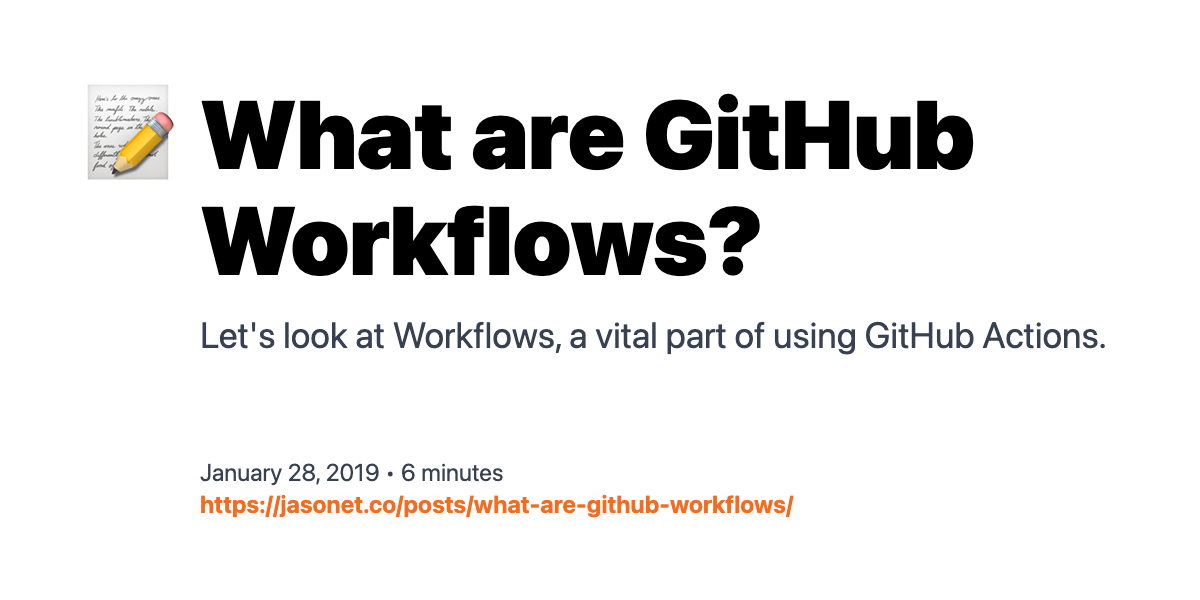 What are GitHub
Workflows?
Let's look at Workflows, a vital part of using GitHub Actions.
January 28, 2019 • 6 minutes
https://jasonet.co/posts/what-are-github-workflows/